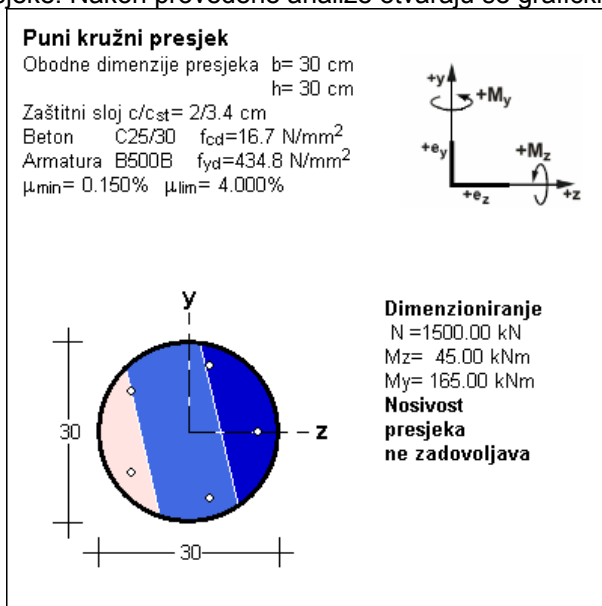 Puni kružni presjek
Obodne dimenzije presjeka b= 30 cm
h= 30 cm
Zaštitni sloj c/cst= 2/3.4 cm
Beton C25/30 fcd=16.7 N/mm2
Armatura B500B fyd=434.8 N/mm2
μmin= 0.150% μlim= 4.000%
+y
+My
+ey
+Mz
+ez
+z
y
z
30
30
Dimenzioniranje
N =1500.00 kN
Mz= 45.00 kNm
My= 165.00 kNm
Nosivost
presjeka
ne zadovoljava